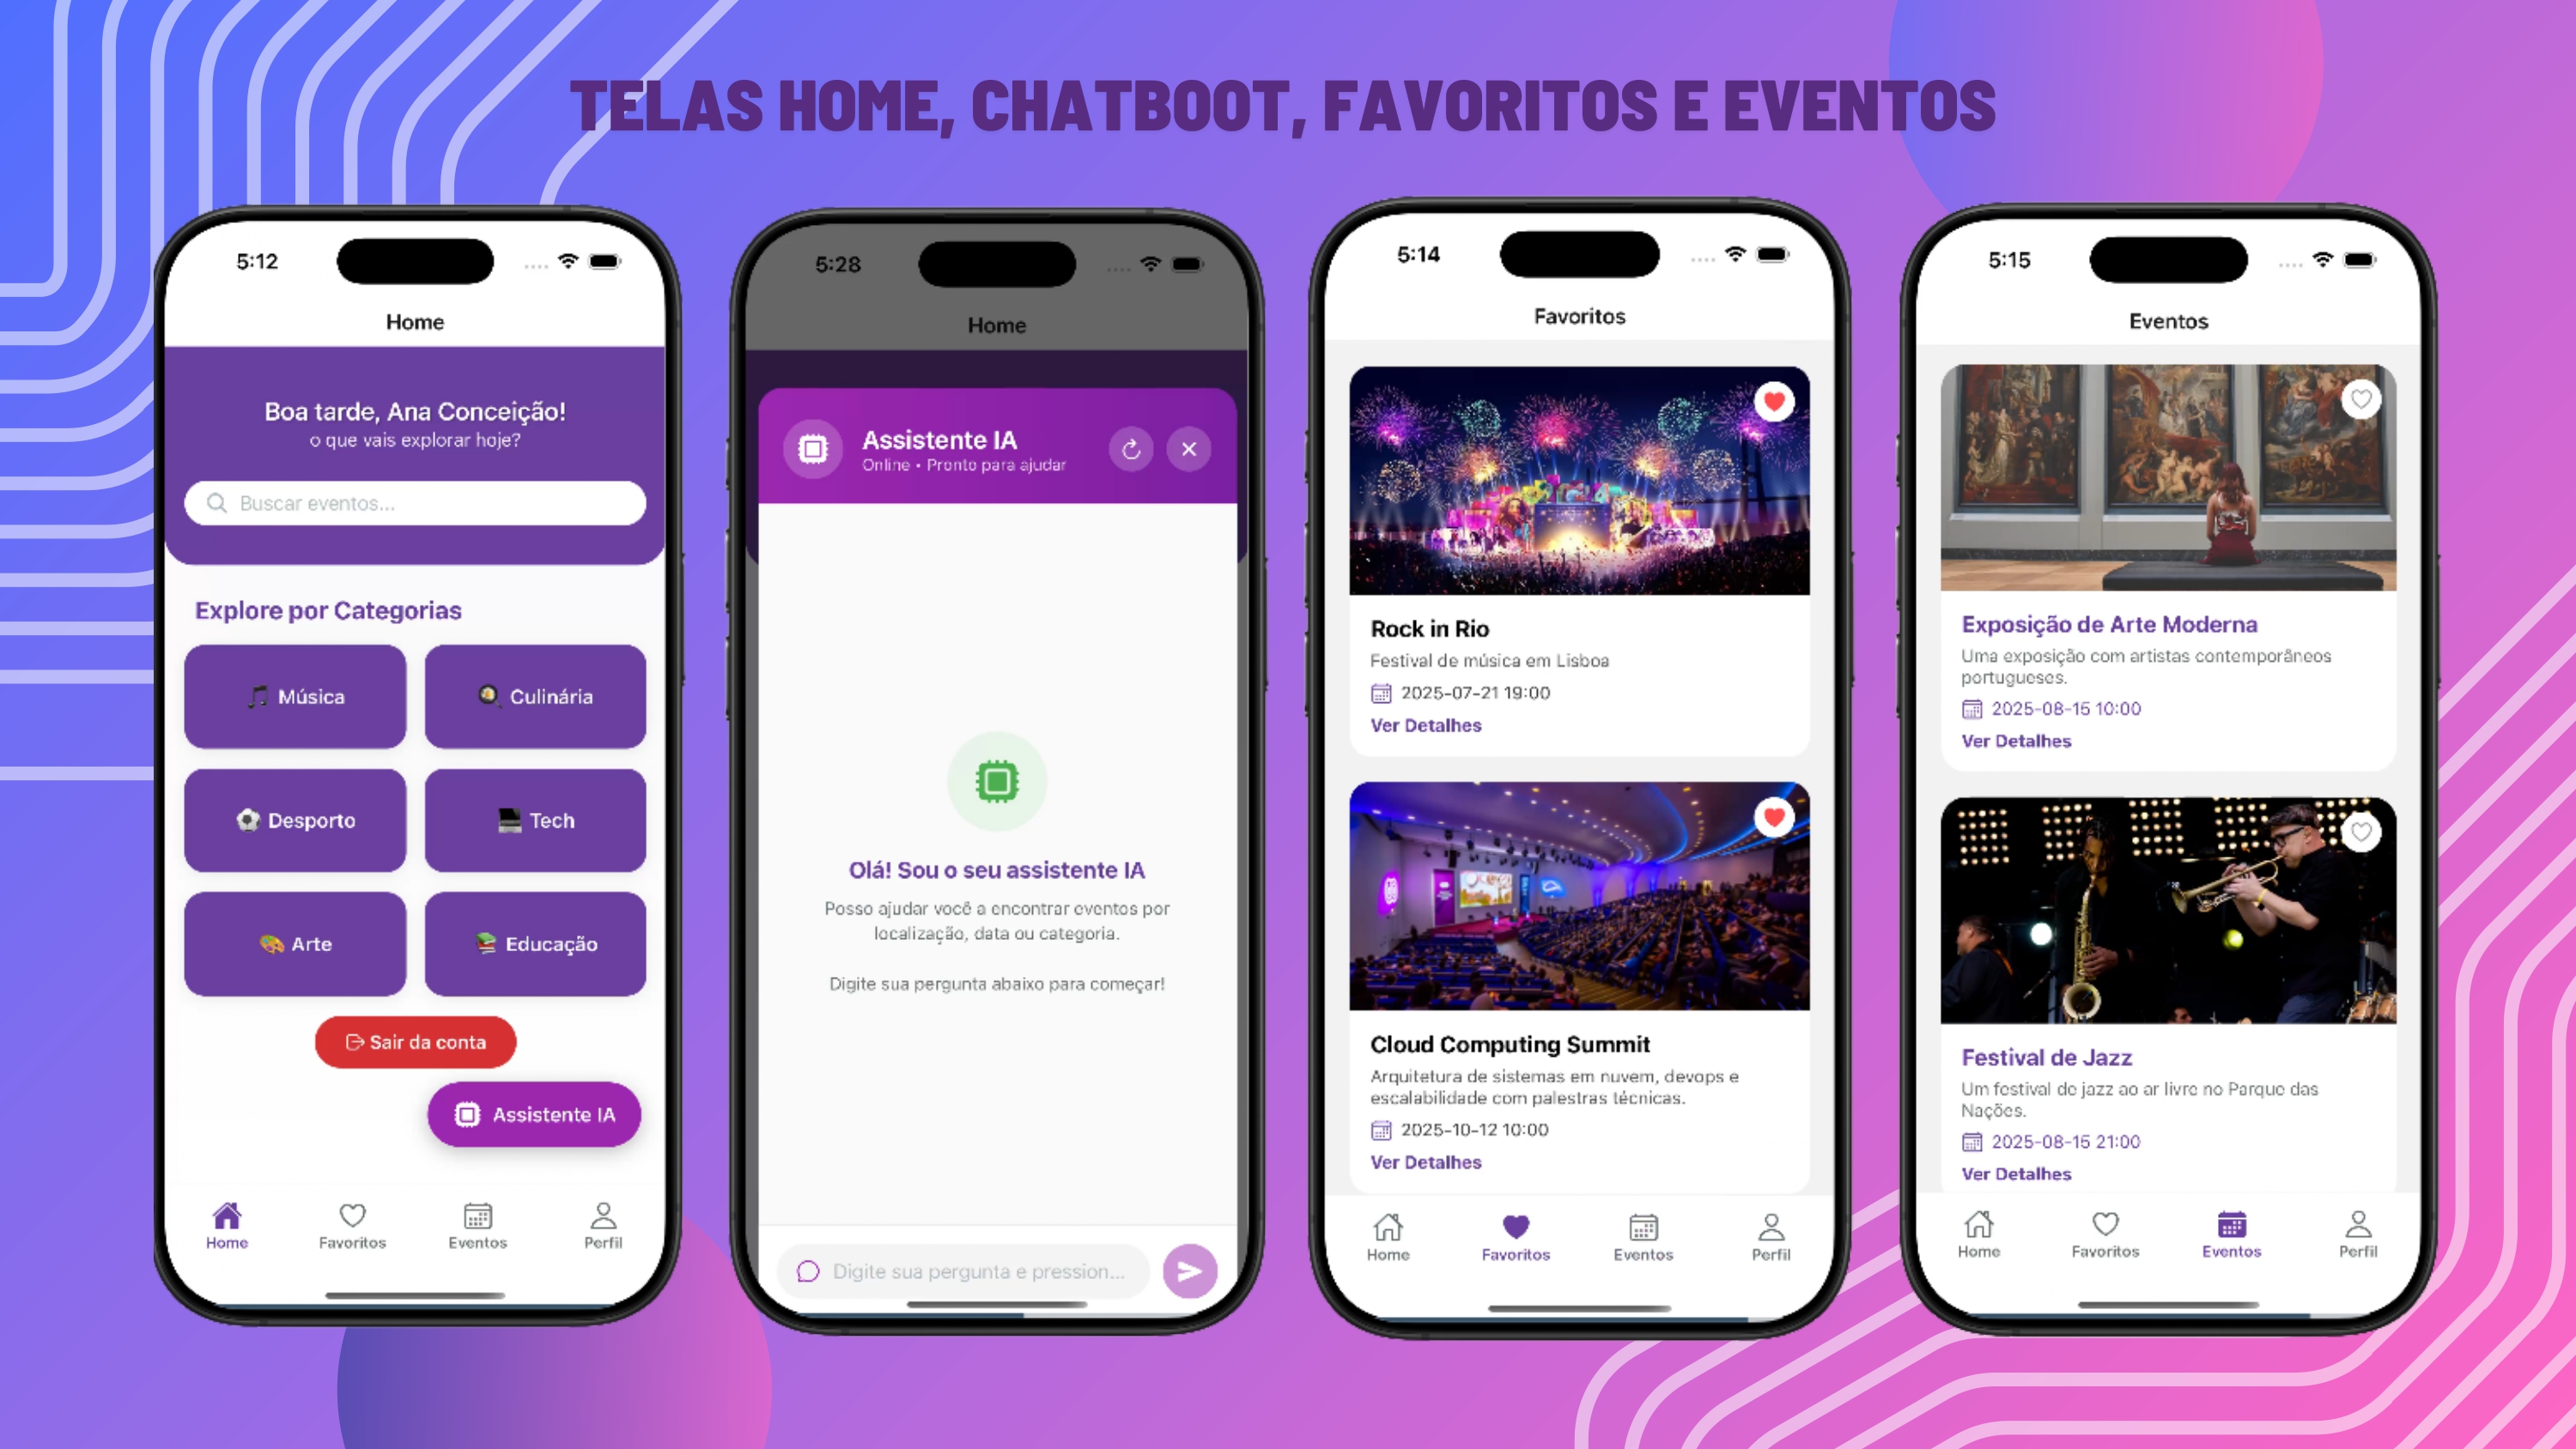 TELAS HOME, CHATBOOT, FAVORITOS E EVENTOS
5:12
Home
Boa tarde, Ana Conceição!
o que vais explorar hoje?
Buscar eventos...
Explore por Categorias
Música
Culinária
Desporto
Tech
Arte
Educação
Sair da conta
Assistente IA
Home
Favoritos
Eventos
Perfil
5:28
Home
Assistente IA
Online • Pronto para ajudar
Olá! Sou o seu assistente IA
Posso ajudar você a encontrar eventos por
localização, data ou categoria.
Digite sua pergunta abaixo para começar!
Digite sua pergunta e pression...
5:14
Favoritos
Rock in Rio
Festival de música em Lisboa
2025-07-21 19:00
Ver Detalhes
Cloud Computing Summit
Arquitetura de sistemas em nuvem, devops e
escalabilidade com palestras técnicas.
2025-10-12 10:00
Ver Detalhes
Home
Favoritos
Eventos
Perfil
5:15
Eventos
Exposição de Arte Moderna
Uma exposição com artistas contemporâneos
portugueses.
2025-08-15 10:00
Ver Detalhes
Festival de Jazz
Um festival de jazz ao ar livre no Parque das
Nações.
2025-08-15 21:00
Ver Detalhes
Home
Favoritos
Eventos
Perfil